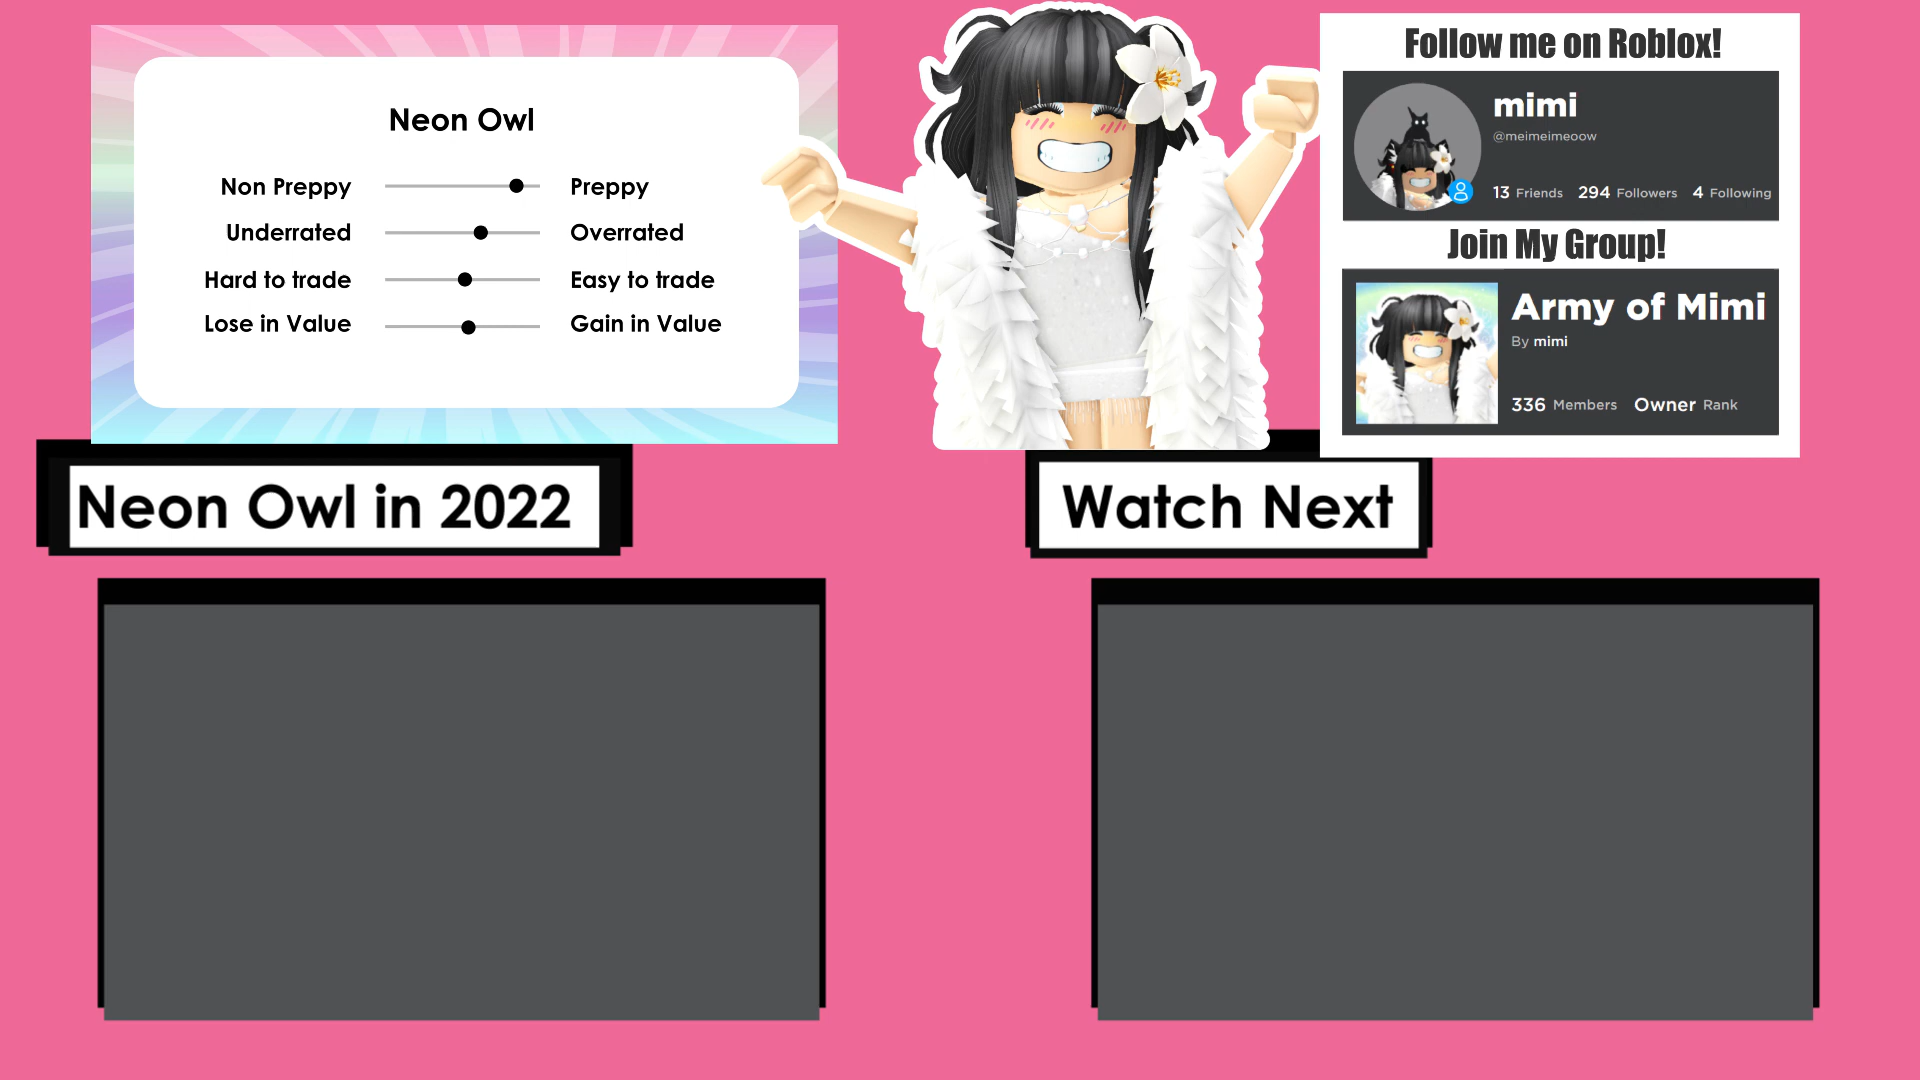 Neon Owl
Non Preppy Preppy
Underrated Overrated
Hard to trade Easy to trade
Lose in Value Gain in Value
Follow me on Roblox!
mimi
@meimeimeoow
13 Friends 294 Followers 4 Following
Join My Group!
Army of Mimi
By mimi
336 Members Owner Rank
Neon Owl in 2022
Watch Next